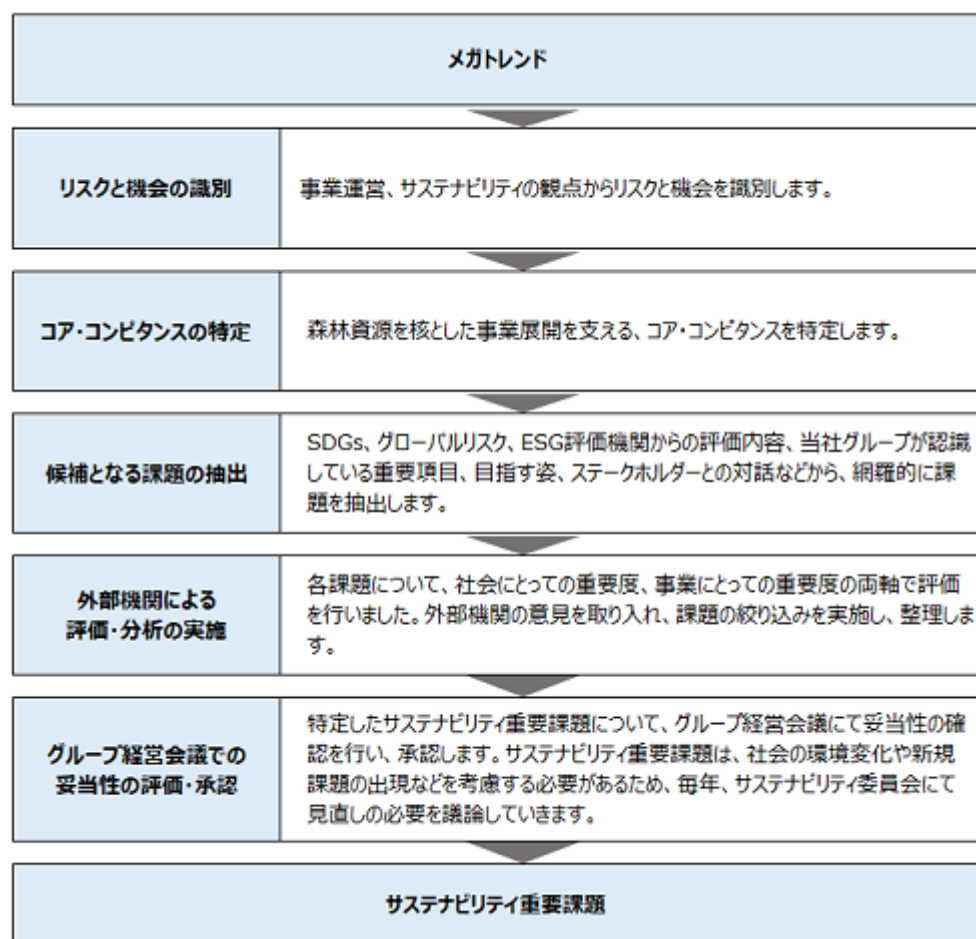 メガトレンド
リスクと機会の識別
事業運営、サステナビリティの観点からリスクと機会を識別します。
コア・コンピタンスの特定
森林資源を核とした事業展開を支える、コア・コンピタンスを特定します。
候補となる課題の抽出
SDGs、グローバルリスク、ESG評価機関からの評価内容、当社グループが認識
している重要項目、目指す姿、ステークホルダーとの対話などから、網羅的に課
題を抽出します。
外部機関による
評価・分析の実施
各課題について、社会にとっての重要度、事業にとっての重要度の両軸で評価
を行いました。外部機関の意見を取り入れ、課題の絞り込みを実施し、整理しま
す。
グループ経営会議での
妥当性の評価・承認
特定したサステナビリティ重要課題について、グループ経営会議にて妥当性の確
認を行い、承認します。サステナビリティ重要課題は、社会の環境変化や新規
課題の出現などを考慮する必要があるため、毎年、サステナビリティ委員会にて
見直しの必要を議論していきます。
サステナビリティ重要課題